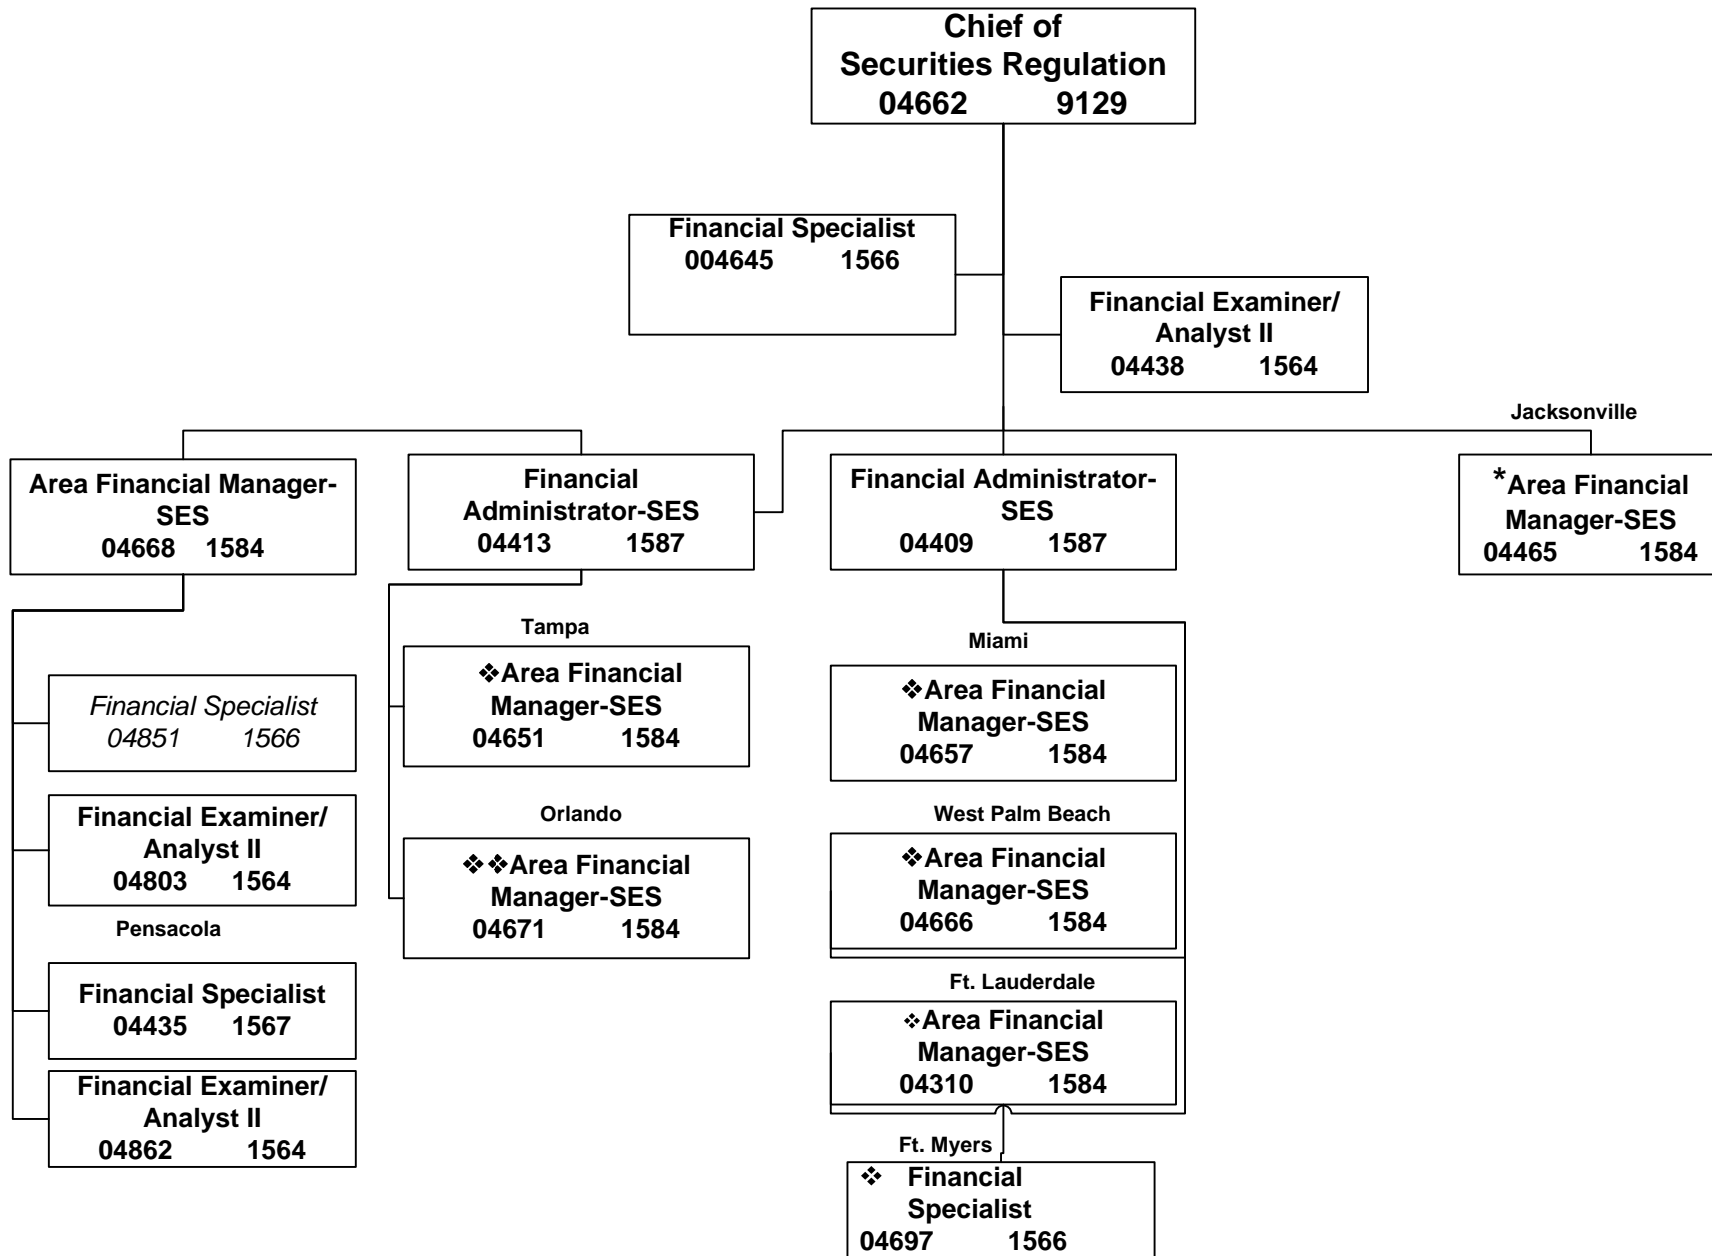 Chief of
Securities Regulation
04662 9129
Financial Specialist
004645 1566
Financial Examiner/
Analyst II
04438 1564
Jacksonville
Area Financial Manager-
SES
04668 1584
Financial
Administrator-SES
04413 1587
Financial Administrator-
SES
04409 1587
*Area Financial
Manager-SES
04465 1584
Financial Specialist
04851 1566
Financial Examiner/
Analyst II
04803 1564
Pensacola
Financial Specialist
04435 1567
Financial Examiner/
Analyst II
04862 1564
Tampa
❖Area Financial
Manager-SES
04651 1584
Orlando
❖❖Area Financial
Manager-SES
04671 1584
Miami
❖Area Financial
Manager-SES
04657 1584
West Palm Beach
❖Area Financial
Manager-SES
04666 1584
Ft. Lauderdale
❖Area Financial
Manager-SES
04310 1584
Ft. Myers
❖ Financial
Specialist
04697 1566